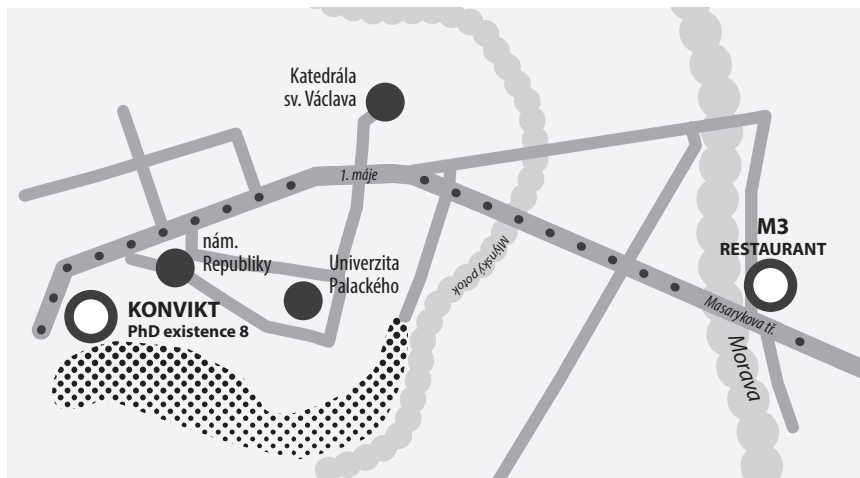 Katedrála
sv. Václava
1. máje
M3
RESTAURANT
nám.
Republiky
Univerzita
Palackého
Mlýnský potok
KONVIKT
PhD existence 8
Masarykova tř.
Morava